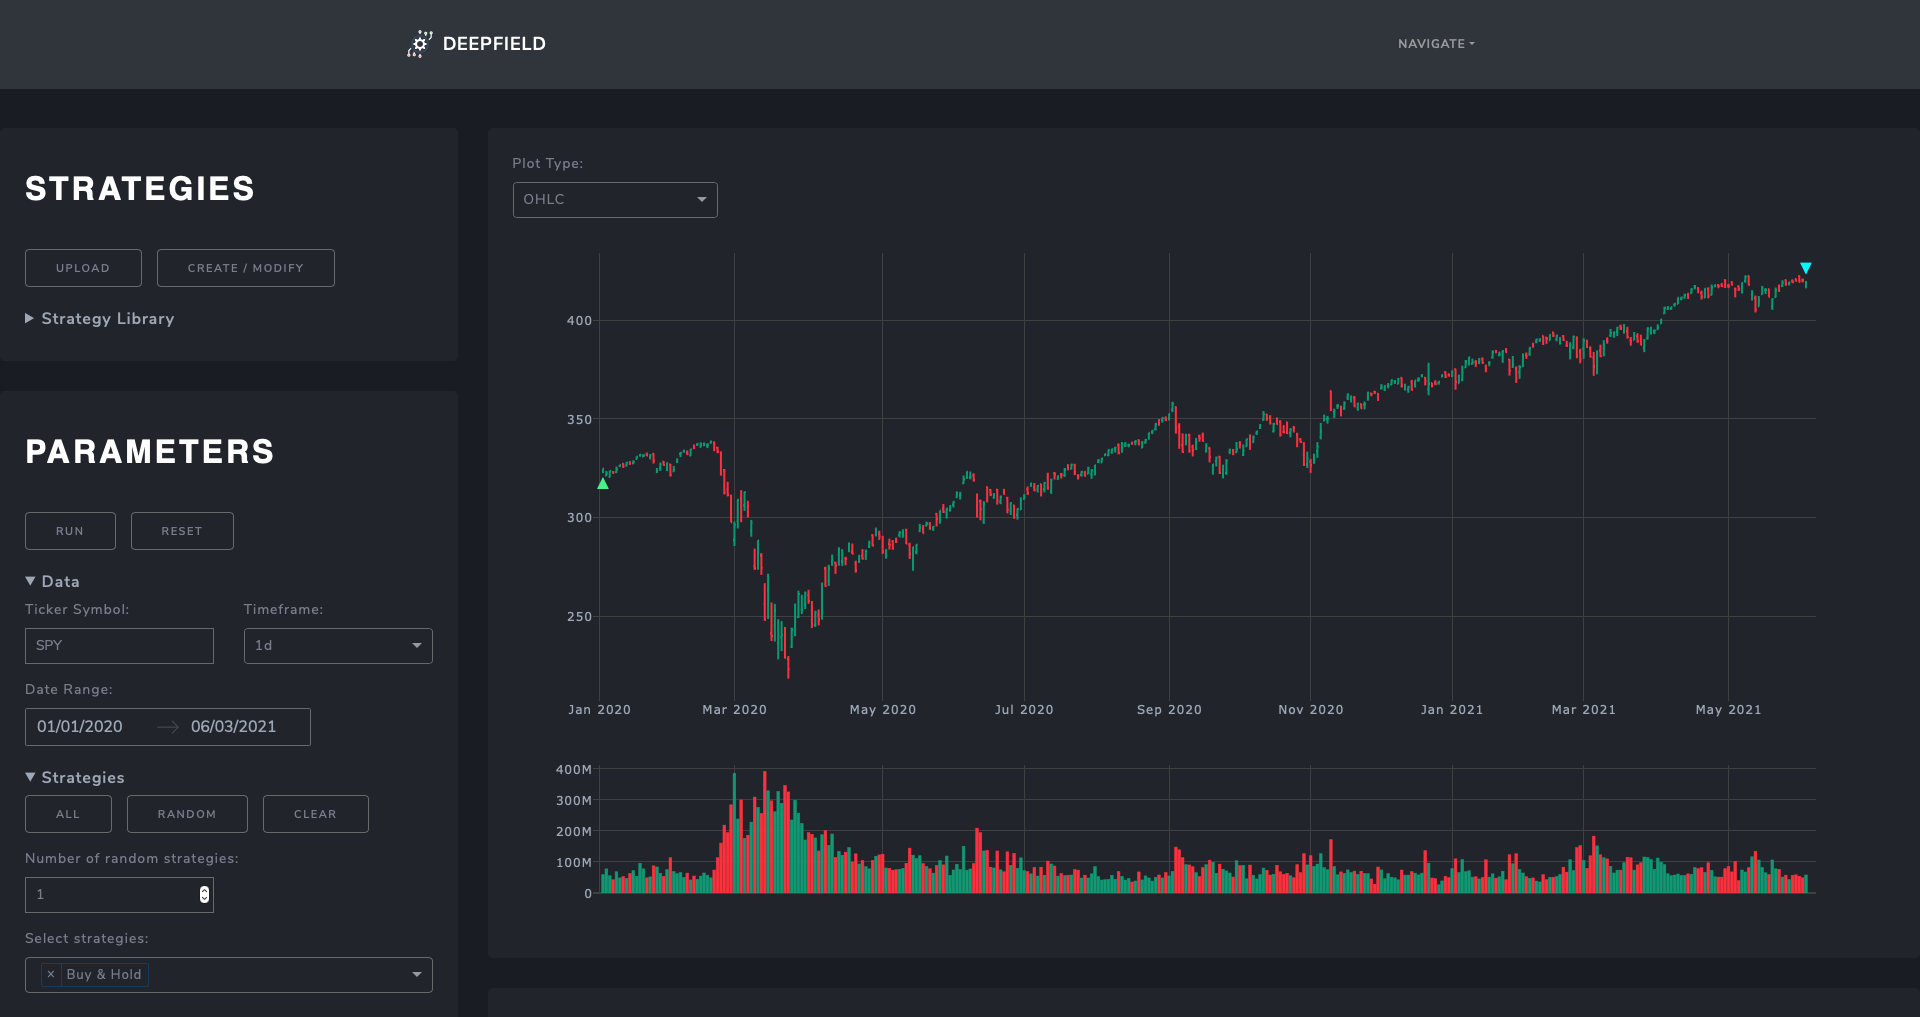 DEEPFIELD
NAVIGATE
STRATEGIES
UPLOAD
CREATE / MODIFY
Strategy Library
PARAMETERS
RUN
RESET
Data
Ticker Symbol:
Timeframe:
SPY
1d
Date Range:
01/01/2020
06/03/2021
Strategies
ALL
RANDOM
CLEAR
Number of random strategies:
1
Select strategies:
× Buy & Hold
Plot Type:
OHLC
400
350
300
250
Jan 2020
Mar 2020
May 2020
Jul 2020
Sep 2020
Nov 2020
Jan 2021
Mar 2021
May 2021
400M
300M
200M
100M
0